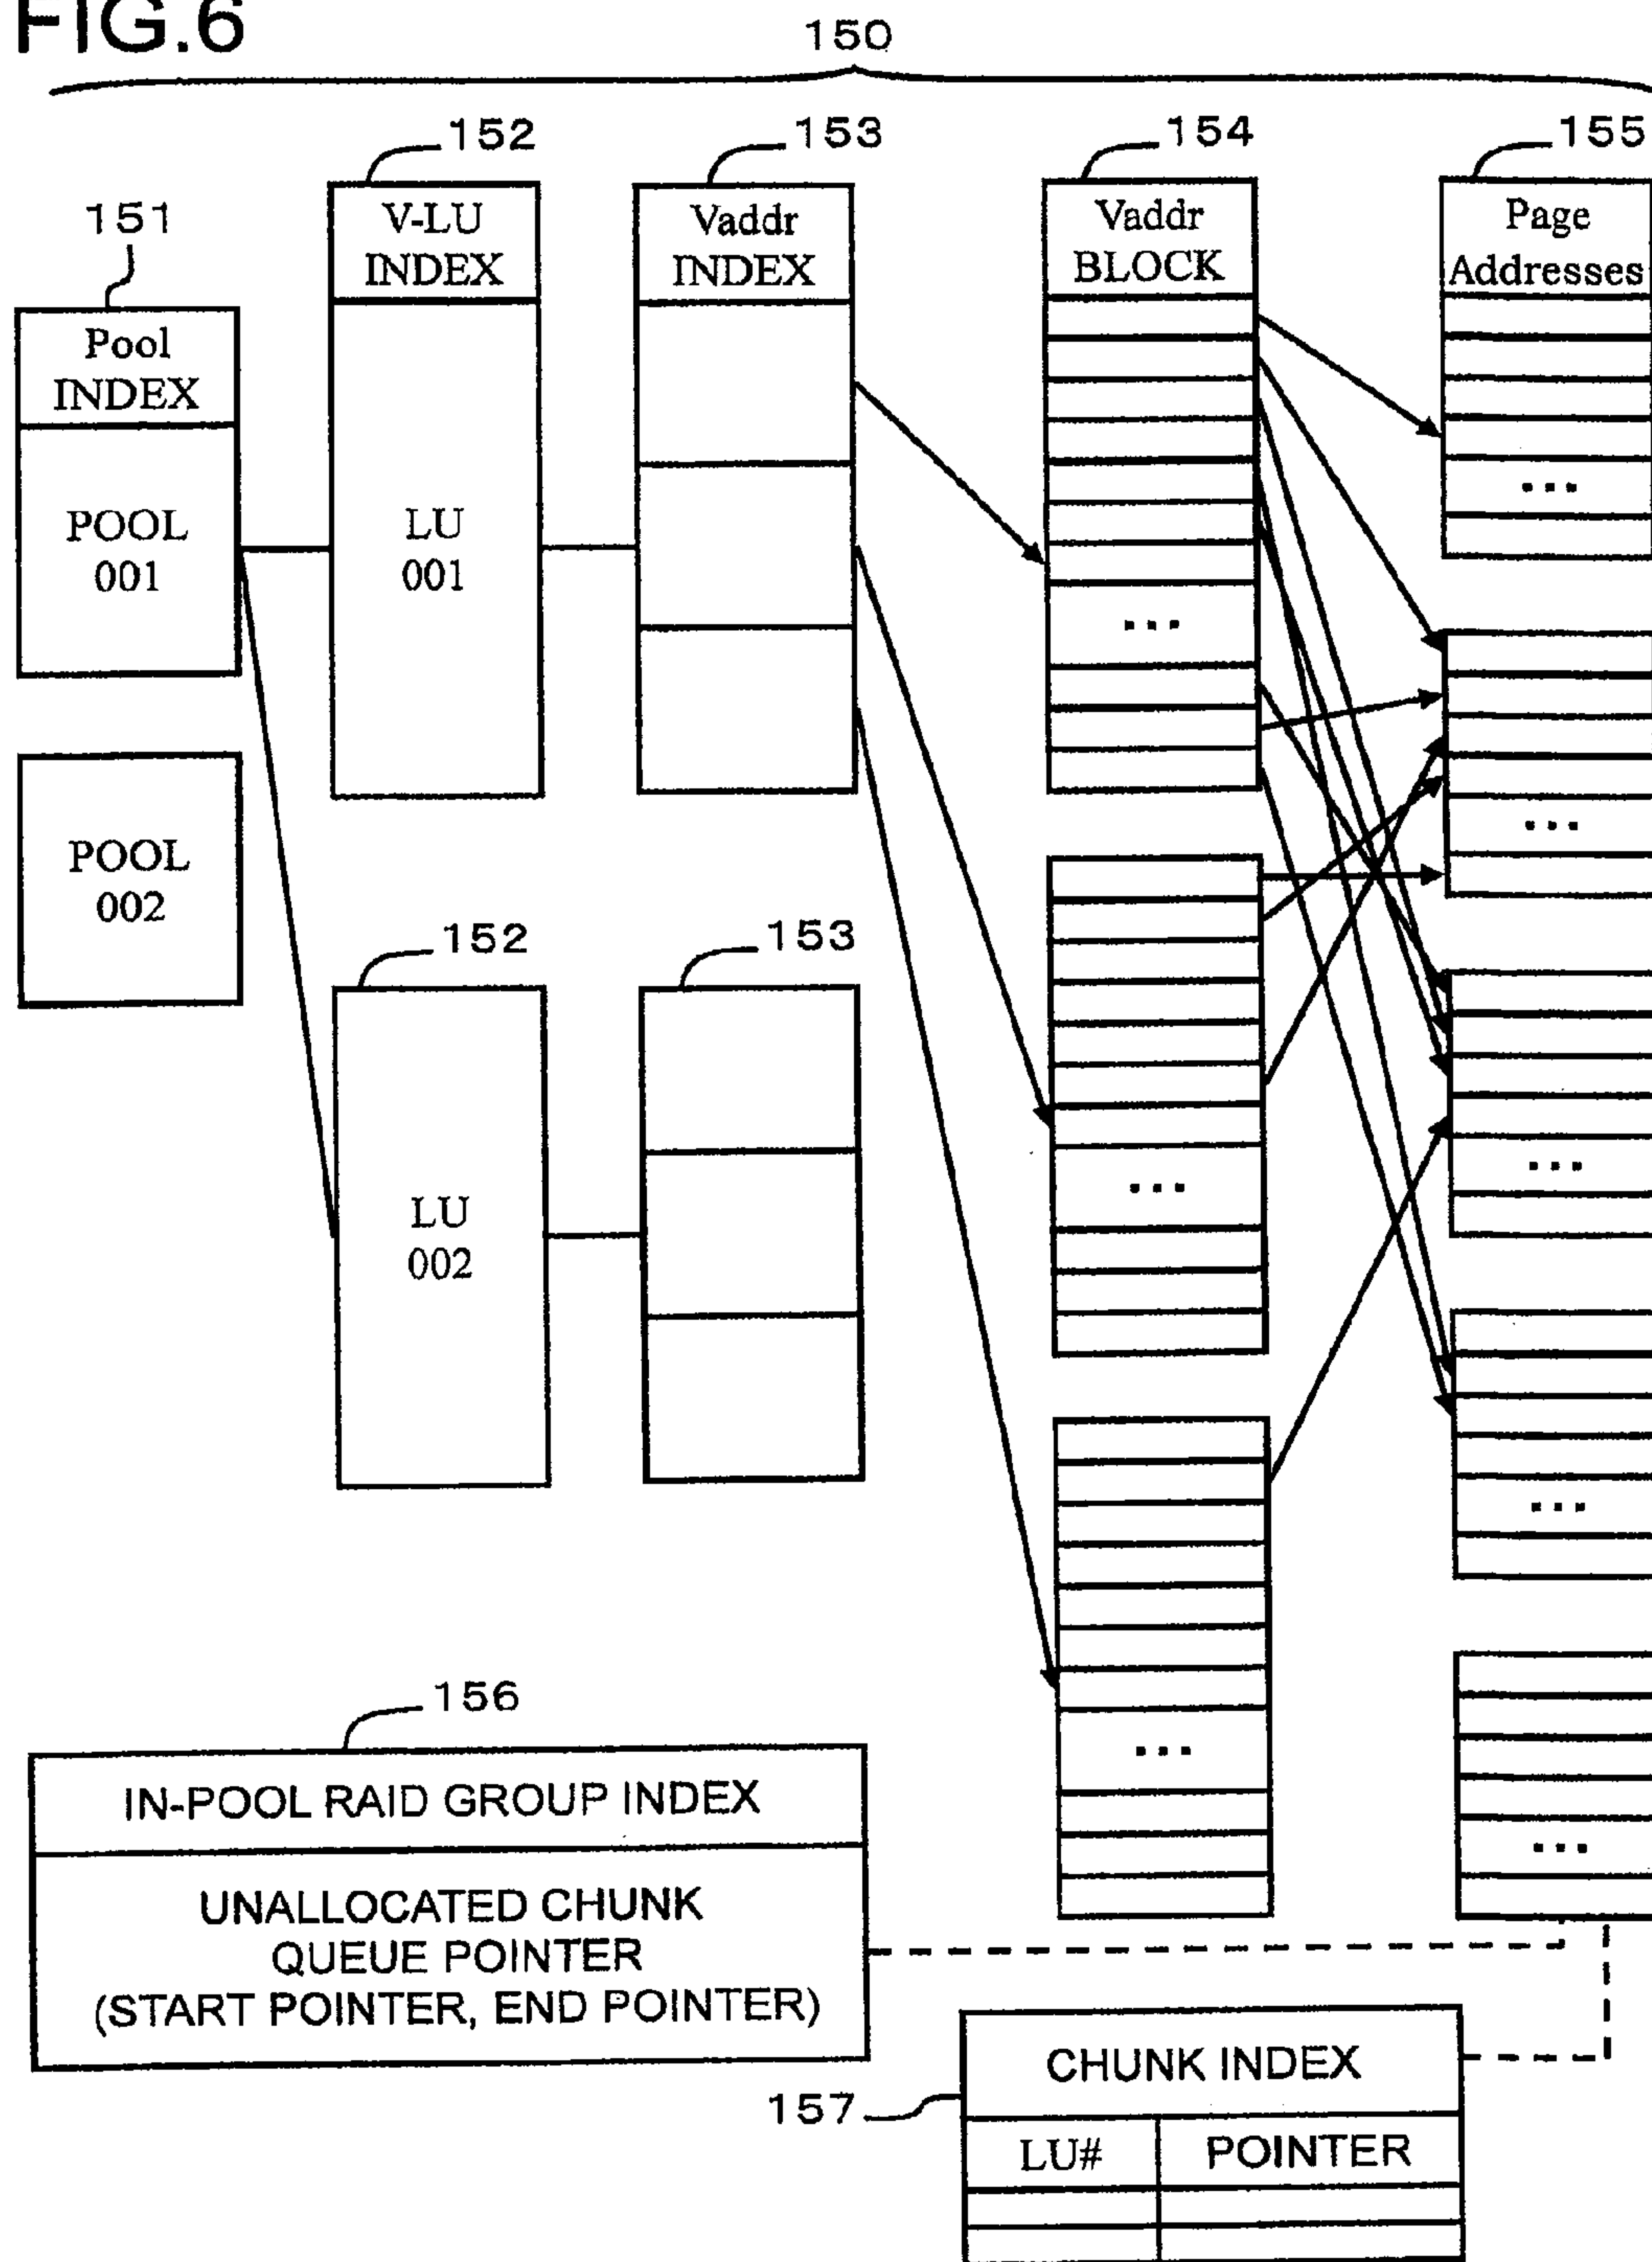 FIG.6
150
152
153
154
155
151
V-LU
INDEX
Vaddr
INDEX
Vaddr
BLOCK
Page
Addresses
Pool
INDEX
POOL
001
LU
001
...
...
...
POOL
002
152
153
LU
002
...
...
...
...
...
156
IN-POOL RAID GROUP INDEX
UNALLOCATED CHUNK
QUEUE POINTER
(START POINTER, END POINTER)
157
CHUNK INDEX
LU# POINTER